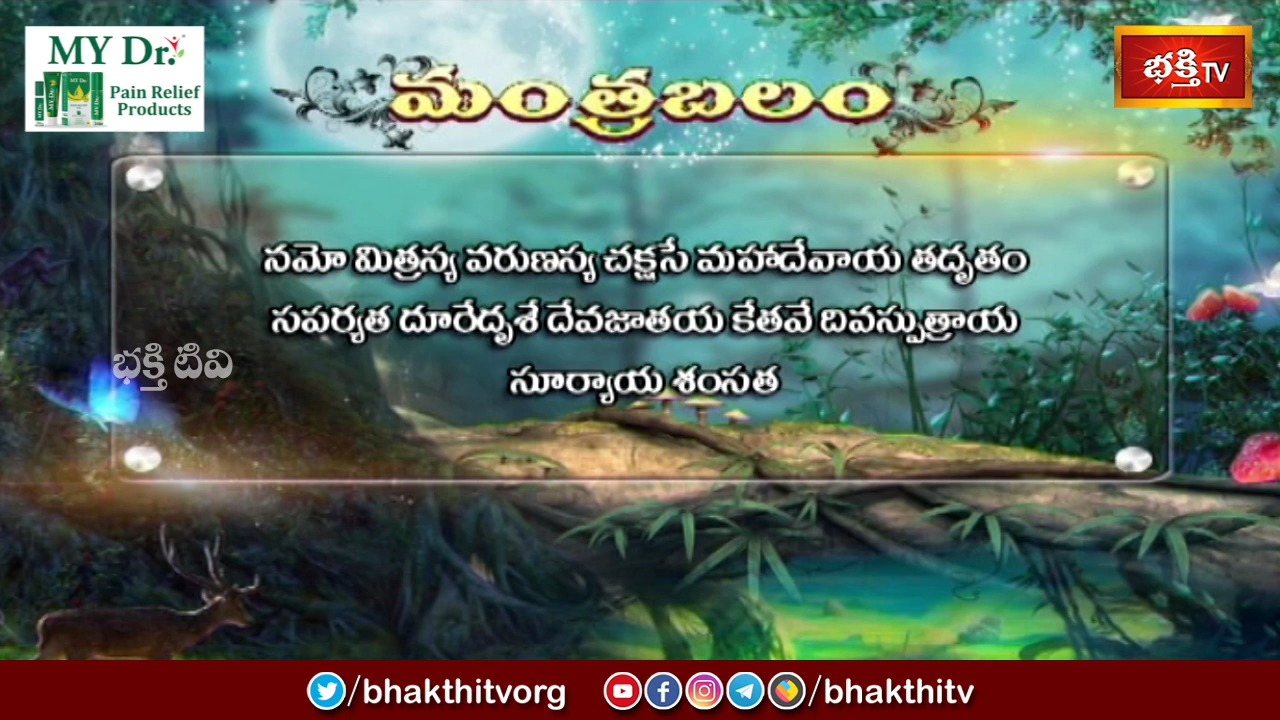 MY Dr.
Pain Relief
Products
మంత్రబలం
భక్తి TV
నమో మిత్రన్య వరుణస్య చక్షసే మహాదేవాయ తదృతం
సపర్యత దూరేదృశే దేవజాతయ కేతవే దివస్పుత్రాయ
సూర్యాయ శంసత
భక్తి టివి
/bhakthitvorg
/bhakthitv